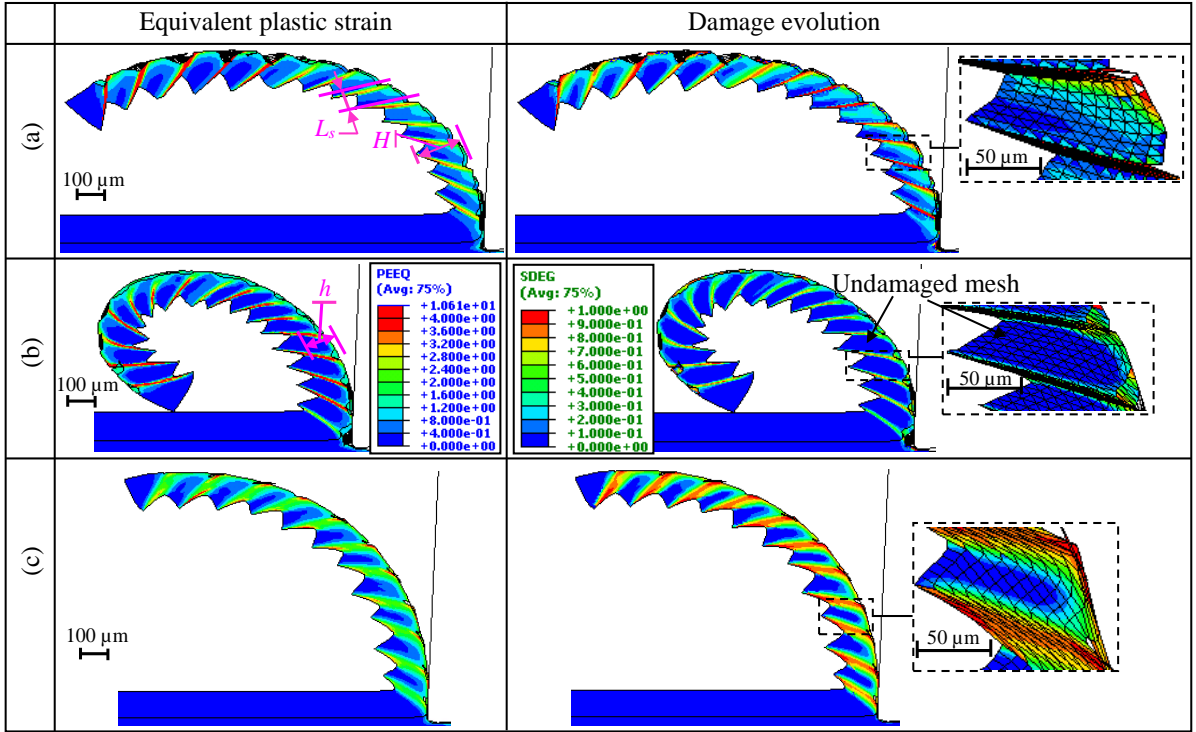 Equivalent plastic strain
Damage evolution
(a)
Ls
H
100 µm
50 µm
(b)
h
100 µm
PEEQ
(Avg: 75%)
+1.061e+01
+4.000e+00
+3.600e+00
+3.200e+00
+2.800e+00
+2.400e+00
+2.000e+00
+1.600e+00
+1.200e+00
+8.000e-01
+4.000e-01
+0.000e+00
SDEG
(Avg: 75%)
+1.000e+00
+9.000e-01
+8.000e-01
+7.000e-01
+6.000e-01
+5.000e-01
+4.000e-01
+3.000e-01
+2.000e-01
+1.000e-01
+0.000e+00
Undamaged mesh
50 µm
(c)
100 µm
50 µm